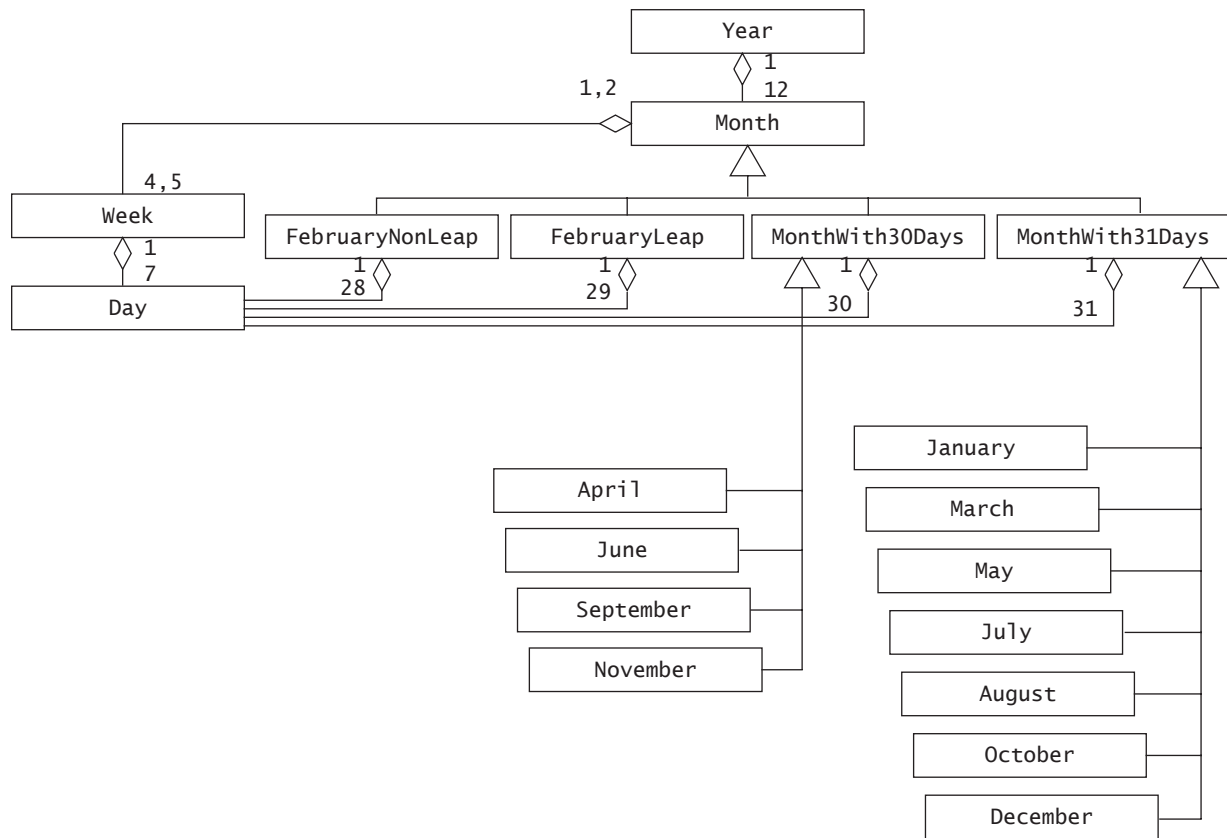 Year
1
12
1,2
Month
4,5
Week
FebruaryNonLeap
FebruaryLeap
MonthWith30Days
MonthWith31Days
1
7
1
28
1
29
1
30
1
31
Day
January
April
March
June
May
September
July
November
August
October
December